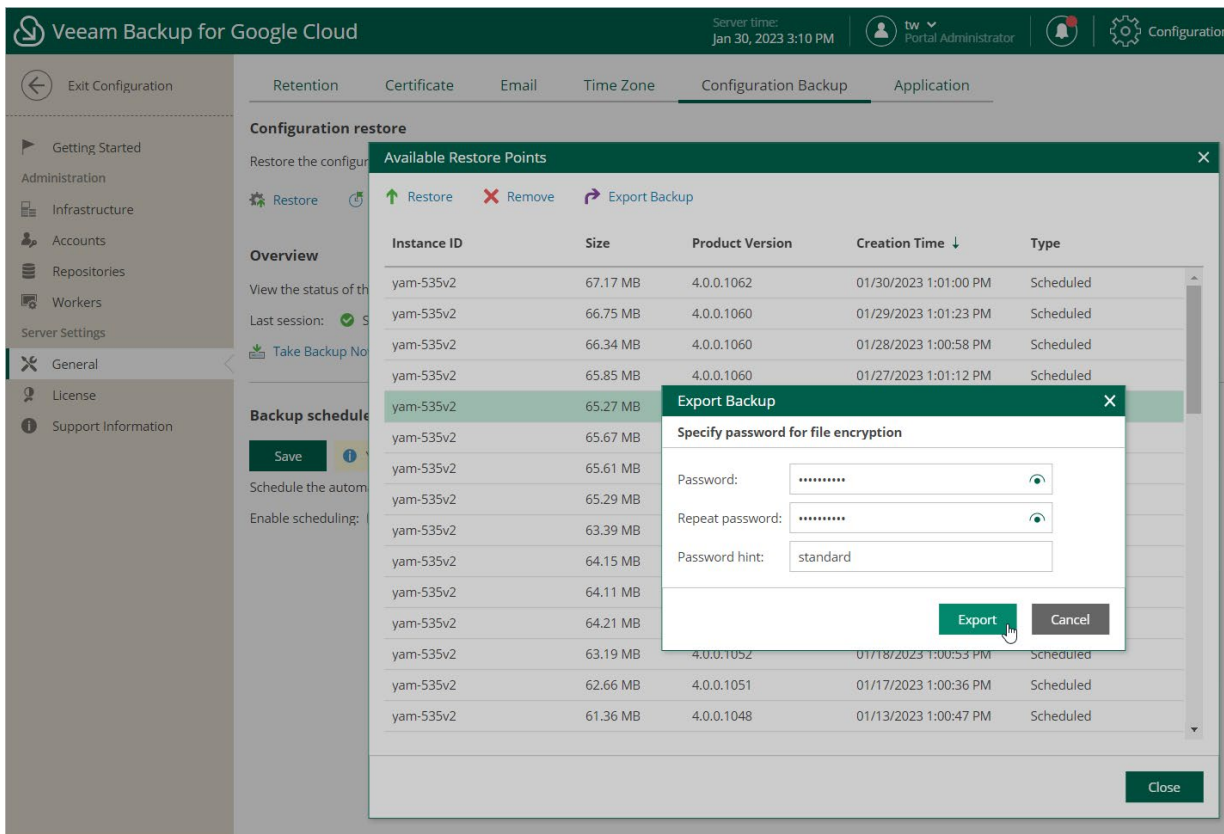 Veeam Backup for Google Cloud
Server time:
Jan 30, 2023 3:10 PM
tw
Portal Administrator
Configuration
Exit Configuration
Getting Started
Administration
Infrastructure
Accounts
Repositories
Workers
Server Settings
General
License
Support Information
Retention Certificate Email Time Zone Configuration Backup Application
Configuration restore
Restore the configur
Restore
Overview
View the status of th
Last session: S
Take Backup No
Backup schedule
Save
Schedule the autom
Enable scheduling:
Available Restore Points
Restore Remove Export Backup
Instance ID Size Product Version Creation Time ↓ Type
yam-535v2 67.17 MB 4.0.0.1062 01/30/2023 1:01:00 PM Scheduled
yam-535v2 66.75 MB 4.0.0.1060 01/29/2023 1:01:23 PM Scheduled
yam-535v2 66.34 MB 4.0.0.1060 01/28/2023 1:00:58 PM Scheduled
yam-535v2 65.85 MB 4.0.0.1060 01/27/2023 1:01:12 PM Scheduled
yam-535v2 65.27 MB
yam-535v2 65.67 MB
yam-535v2 65.61 MB
yam-535v2 65.29 MB
yam-535v2 63.39 MB
yam-535v2 64.15 MB
yam-535v2 64.11 MB
yam-535v2 64.21 MB
yam-535v2 63.19 MB 4.0.0.1052 01/18/2023 1:00:53 PM Scheduled
yam-535v2 62.66 MB 4.0.0.1051 01/17/2023 1:00:36 PM Scheduled
yam-535v2 61.36 MB 4.0.0.1048 01/13/2023 1:00:47 PM Scheduled
Close
Export Backup
Specify password for file encryption
Password: ••••••••••
Repeat password: ••••••••••
Password hint: standard
Export Cancel